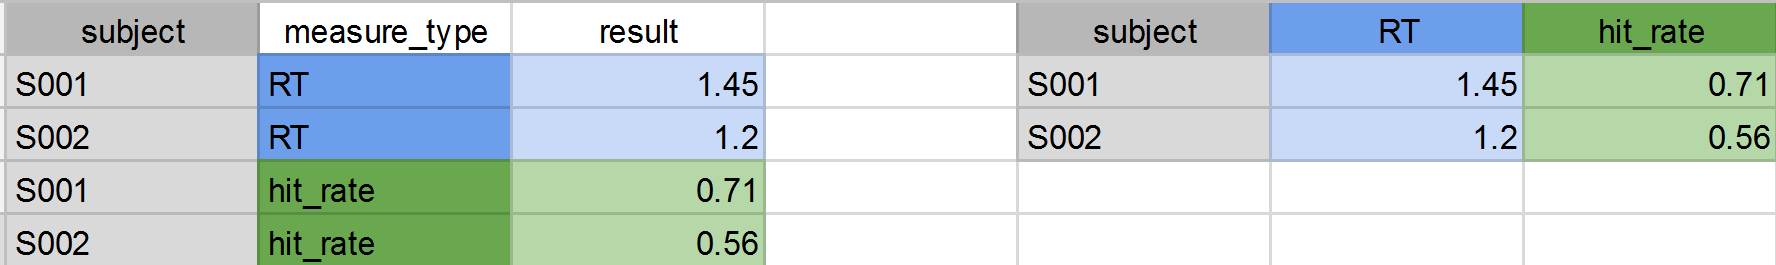 subject measure_type result subject RT hit_rate
S001 RT 1.45 S001 1.45 0.71
S002 RT 1.2 S002 1.2 0.56
S001 hit_rate 0.71
S002 hit_rate 0.56